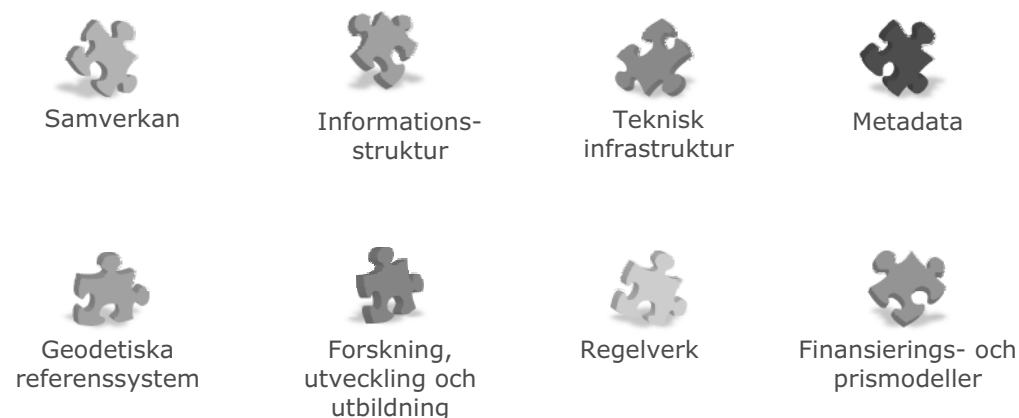 Samverkan
Informations-
struktur
Teknisk
infrastruktur
Metadata
Geodetiska
referenssystem
Forskning,
utveckling och
utbildning
Regelverk
Finansierings- och
prismodeller